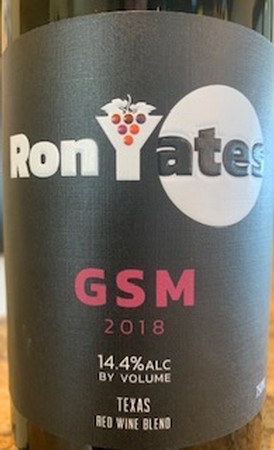 Ron Yates
GSM
2018
14.4% ALC
BY VOLUME
TEXAS
RED WINE BLEND